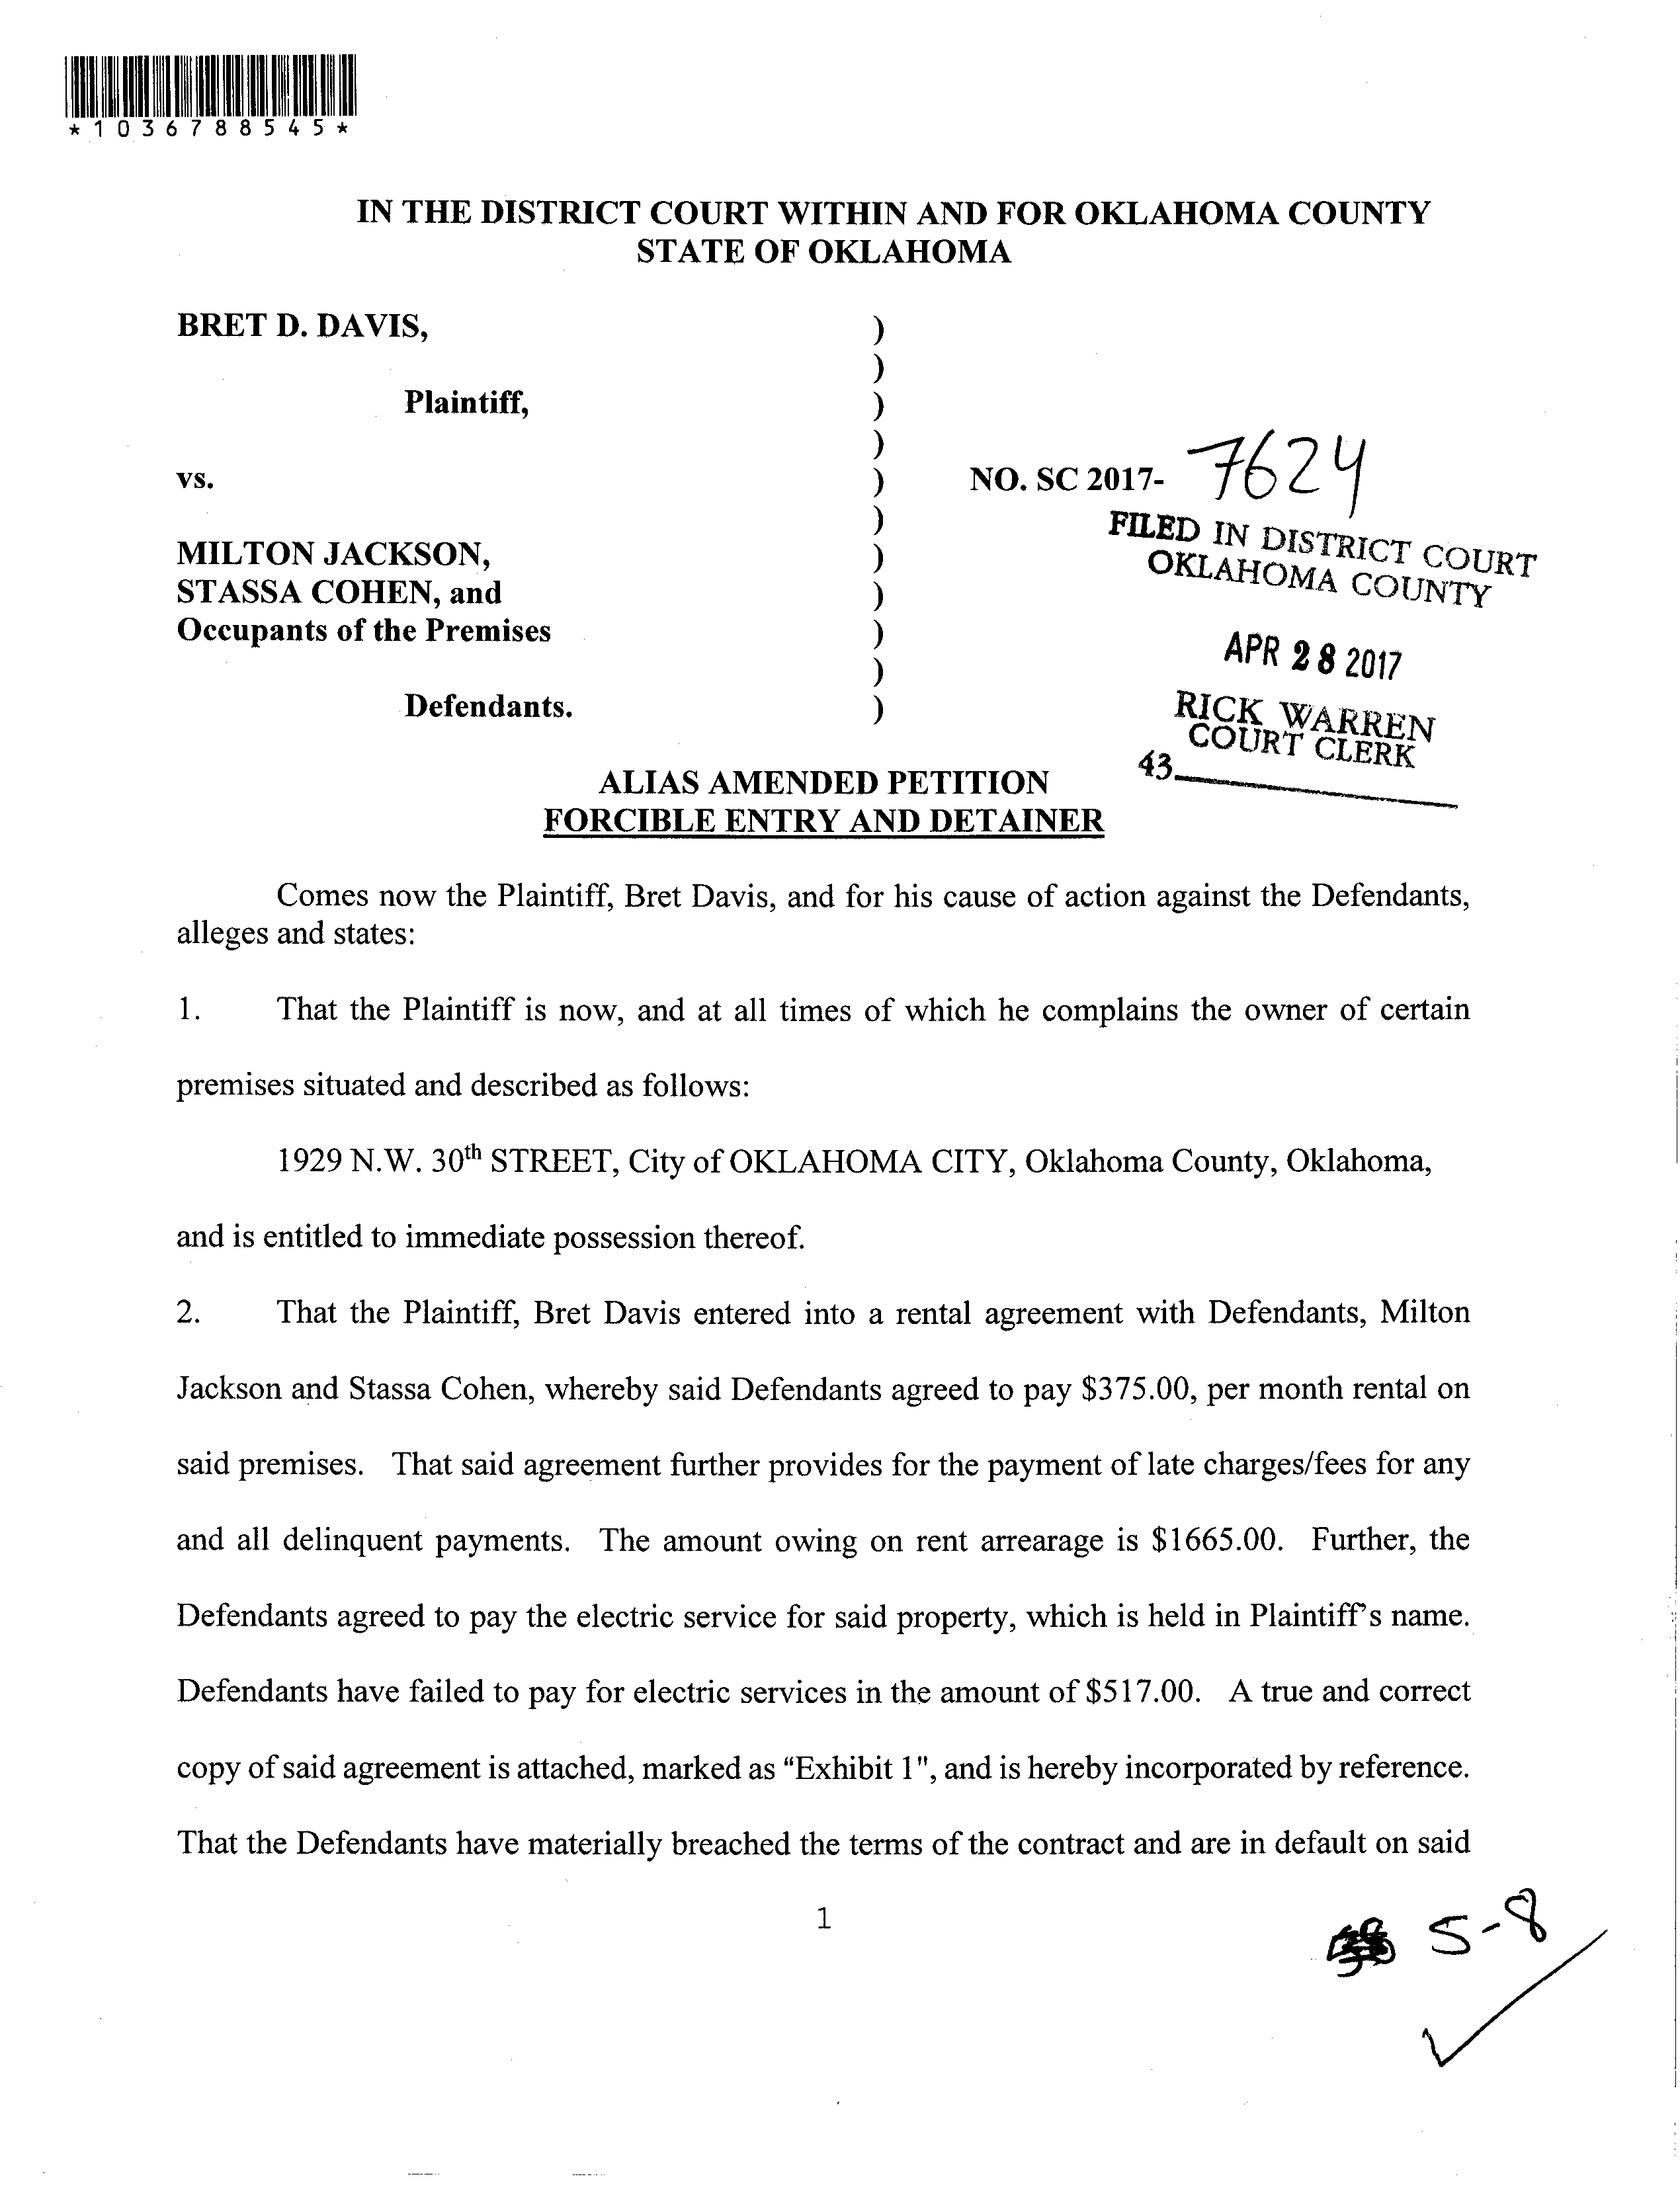 *1036788545*
IN THE DISTRICT COURT WITHIN AND FOR OKLAHOMA COUNTY
STATE OF OKLAHOMA
BRET D. DAVIS, )
)
Plaintiff, )
)
vs. ) NO. SC 2017- 7624
)
MILTON JACKSON, )
STASSA COHEN, and )
Occupants of the Premises )
)
Defendants. )
FILED IN DISTRICT COURT
OKLAHOMA COUNTY
APR 28 2017
RICK WARREN
COURT CLERK
43
ALIAS AMENDED PETITION
FORCIBLE ENTRY AND DETAINER
Comes now the Plaintiff, Bret Davis, and for his cause of action against the Defendants,
alleges and states:
1. That the Plaintiff is now, and at all times of which he complains the owner of certain
premises situated and described as follows:
1929 N.W. 30th STREET, City of OKLAHOMA CITY, Oklahoma County, Oklahoma,
and is entitled to immediate possession thereof.
2. That the Plaintiff, Bret Davis entered into a rental agreement with Defendants, Milton
Jackson and Stassa Cohen, whereby said Defendants agreed to pay $375.00, per month rental on
said premises. That said agreement further provides for the payment of late charges/fees for any
and all delinquent payments. The amount owing on rent arrearage is $1665.00. Further, the
Defendants agreed to pay the electric service for said property, which is held in Plaintiff's name.
Defendants have failed to pay for electric services in the amount of $517.00. A true and correct
copy of said agreement is attached, marked as “Exhibit 1", and is hereby incorporated by reference.
That the Defendants have materially breached the terms of the contract and are in default on said
1
5-8